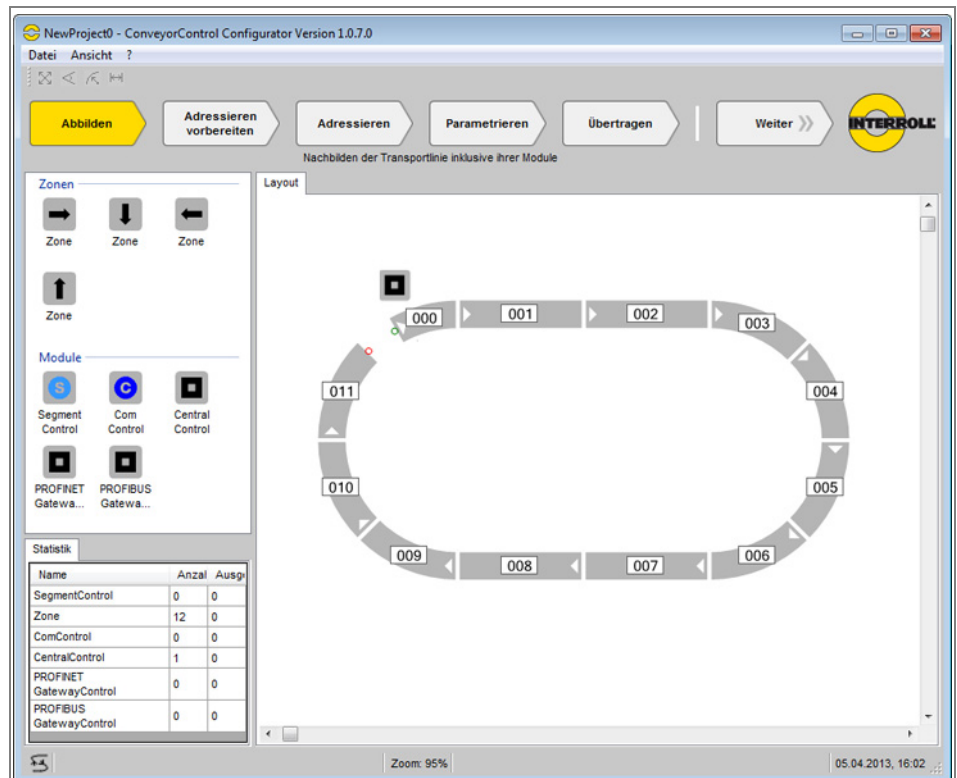 NewProject0 - ConveyorControl Configurator Version 1.0.7.0
Datei Ansicht ?
Abbilden
Adressieren vorbereiten
Adressieren
Parametrieren
Übertragen
Weiter
INTERROLL
Nachbilden der Transportlinie inklusive ihrer Module
Zonen
Zone
Zone
Zone
Zone
Module
S
C
Segment Control
Com Control
Central Control
PROFINET Gatewa...
PROFIBUS Gatewa...
Layout
000
001
002
003
004
005
006
007
008
009
010
011
Statistik
Name Anzal Ausg
SegmentControl 0 0
Zone 12 0
ComControl 0 0
CentralControl 1 0
PROFINET GatewayControl 0 0
PROFIBUS GatewayControl 0 0
Zoom: 95%
05.04.2013, 16:02